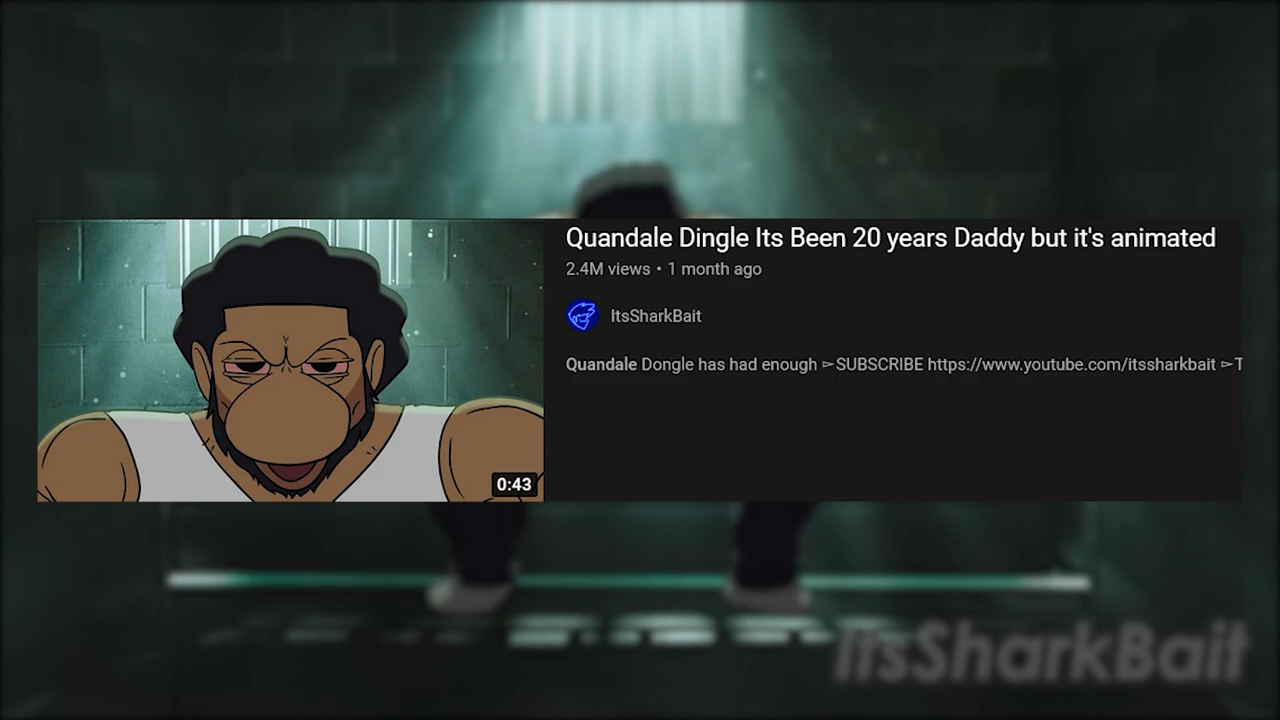 Quandale Dingle Its Been 20 years Daddy but it's animated
2.4M views • 1 month ago
ItsSharkBait
Quandale Dongle has had enough ➣SUBSCRIBE https://www.youtube.com/itssharkbait ➣T
0:43
ItsSharkBait